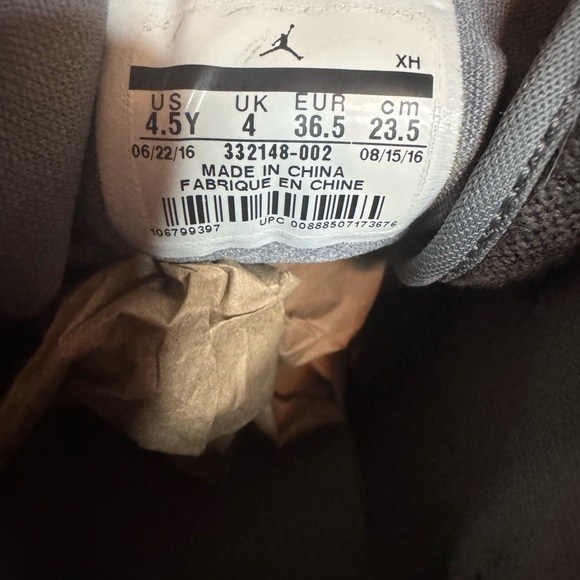 XH
US UK EUR cm
4.5Y 4 36.5 23.5
06/22/16 332148-002 08/15/16
MADE IN CHINA
FABRIQUE EN CHINE
106799397 UPC 00888507173676